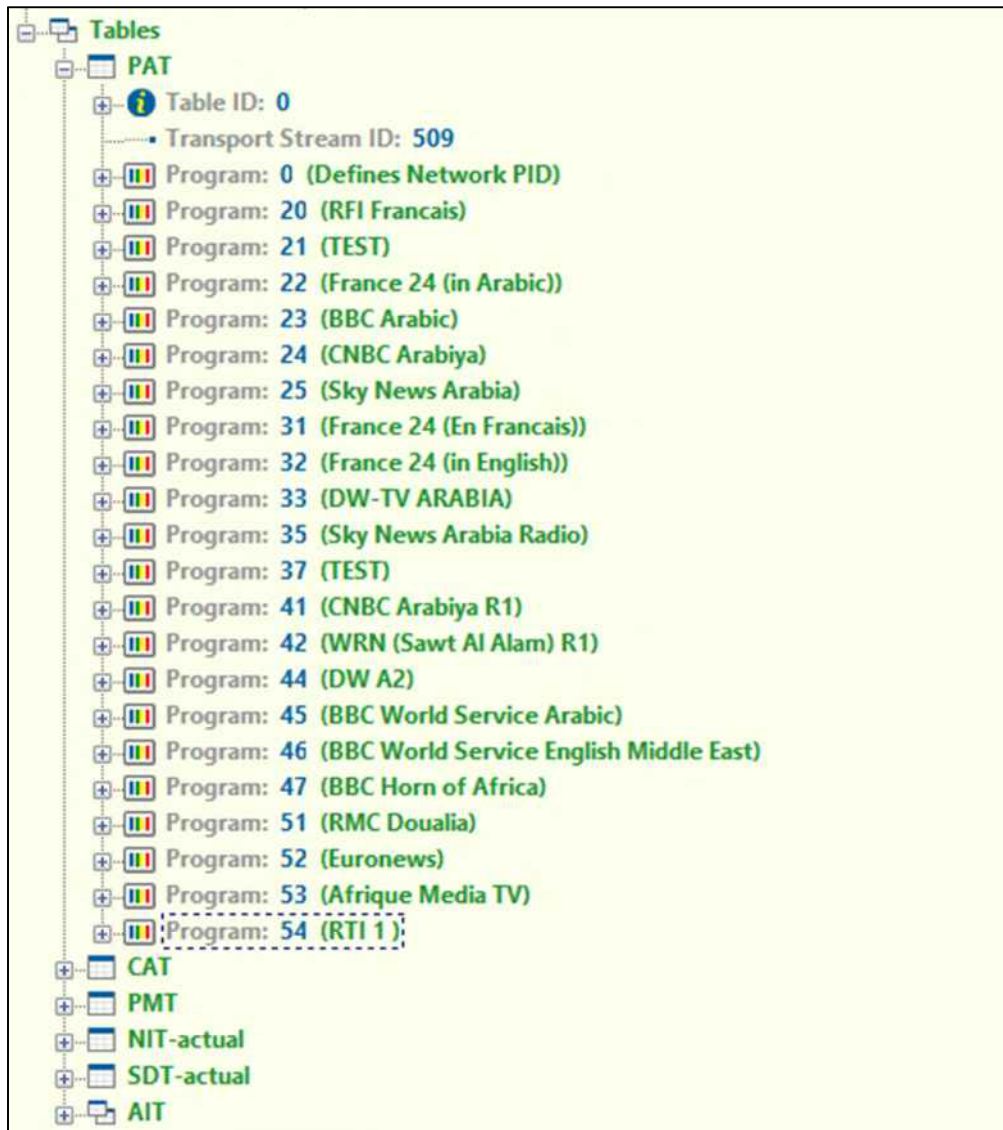 Tables
PAT
Table ID: 0
Transport Stream ID: 509
Program: 0 (Defines Network PID)
Program: 20 (RFI Francais)
Program: 21 (TEST)
Program: 22 (France 24 (in Arabic))
Program: 23 (BBC Arabic)
Program: 24 (CNBC Arabiya)
Program: 25 (Sky News Arabia)
Program: 31 (France 24 (En Francais))
Program: 32 (France 24 (in English))
Program: 33 (DW-TV ARABIA)
Program: 35 (Sky News Arabia Radio)
Program: 37 (TEST)
Program: 41 (CNBC Arabiya R1)
Program: 42 (WRN (Sawt Al Alam) R1)
Program: 44 (DW A2)
Program: 45 (BBC World Service Arabic)
Program: 46 (BBC World Service English Middle East)
Program: 47 (BBC Horn of Africa)
Program: 51 (RMC Doualia)
Program: 52 (Euronews)
Program: 53 (Afrique Media TV)
Program: 54 (RTI 1 )
CAT
PMT
NIT-actual
SDT-actual
AIT